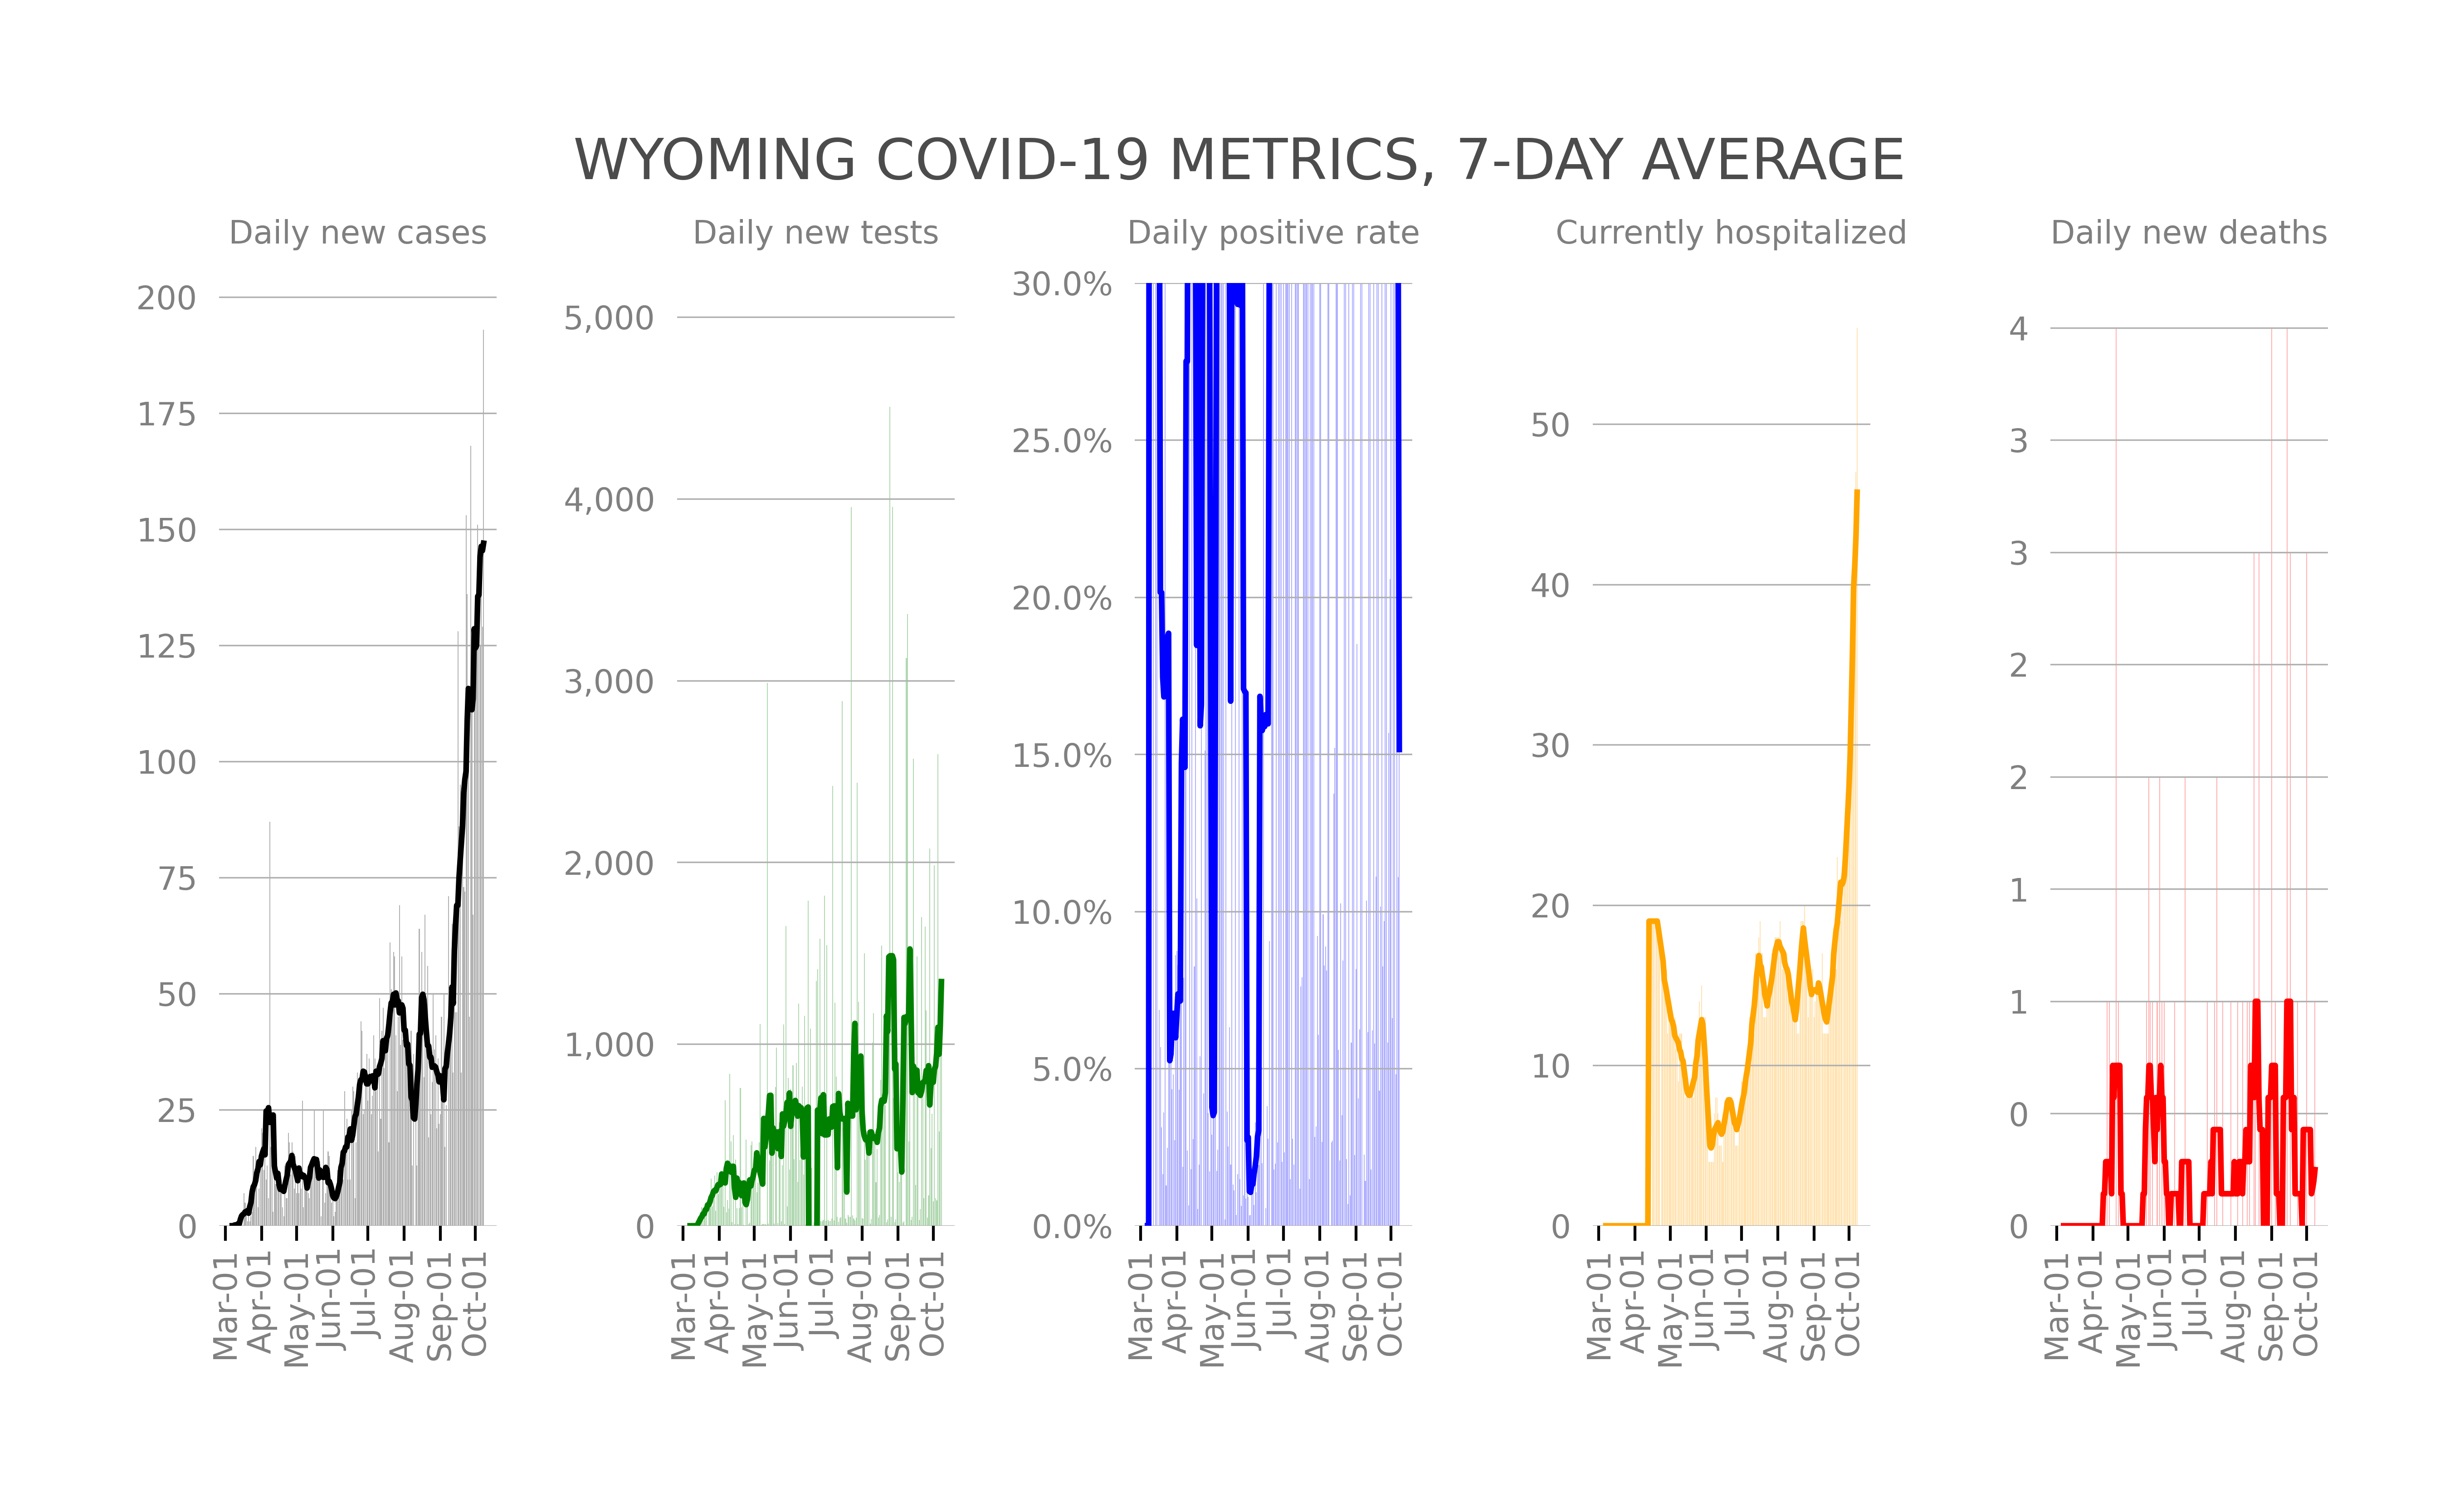 WYOMING COVID-19 METRICS, 7-DAY AVERAGE
Daily new cases
200
175
150
125
100
75
50
25
0
Mar-01
Apr-01
May-01
Jun-01
Jul-01
Aug-01
Sep-01
Oct-01
Daily new tests
5,000
4,000
3,000
2,000
1,000
0
Mar-01
Apr-01
May-01
Jun-01
Jul-01
Aug-01
Sep-01
Oct-01
Daily positive rate
30.0%
25.0%
20.0%
15.0%
10.0%
5.0%
0.0%
Mar-01
Apr-01
May-01
Jun-01
Jul-01
Aug-01
Sep-01
Oct-01
Currently hospitalized
50
40
30
20
10
0
Mar-01
Apr-01
May-01
Jun-01
Jul-01
Aug-01
Sep-01
Oct-01
Daily new deaths
4
3
3
2
2
1
1
0
0
Mar-01
Apr-01
May-01
Jun-01
Jul-01
Aug-01
Sep-01
Oct-01